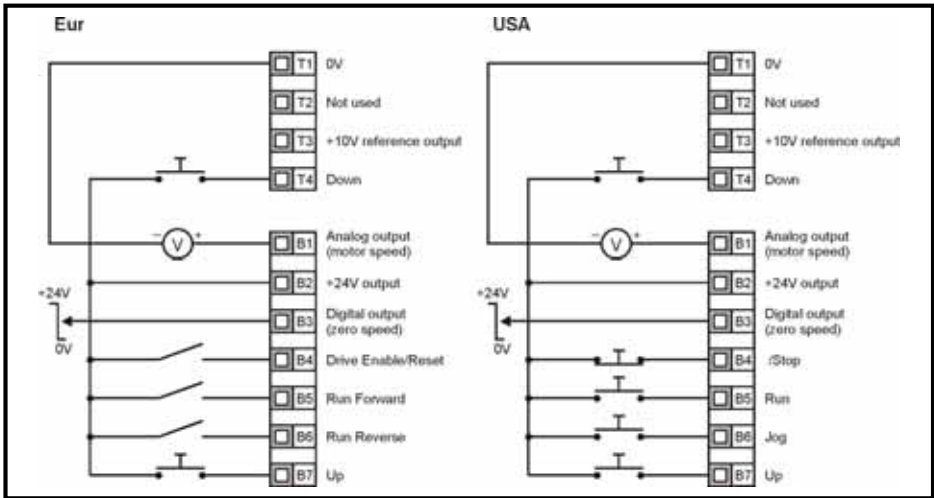 Eur
T1 0V
T2 Not used
T3 +10V reference output
T4 Down
− V +
B1 Analog output
(motor speed)
B2 +24V output
+24V
B3 Digital output
(zero speed)
0V
B4 Drive Enable/Reset
B5 Run Forward
B6 Run Reverse
B7 Up
USA
T1 0V
T2 Not used
T3 +10V reference output
T4 Down
− V +
B1 Analog output
(motor speed)
B2 +24V output
+24V
B3 Digital output
(zero speed)
0V
B4 /Stop
B5 Run
B6 Jog
B7 Up